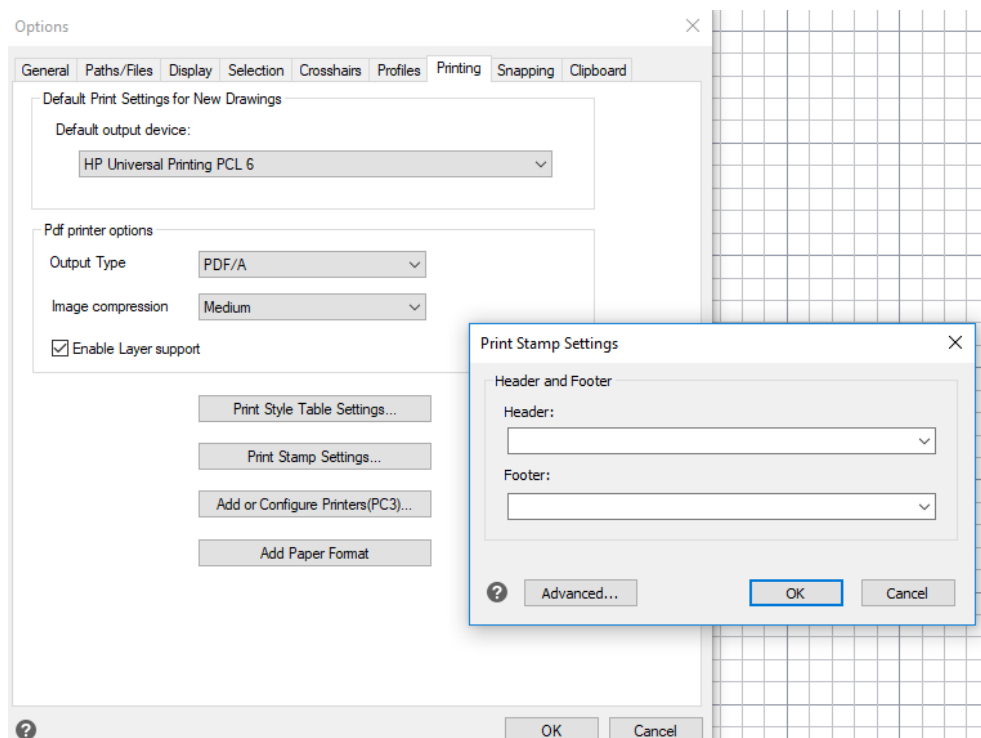 Options
General Paths/Files Display Selection Crosshairs Profiles Printing Snapping Clipboard
Default Print Settings for New Drawings
Default output device:
HP Universal Printing PCL 6
Pdf printer options
Output Type PDF/A
Image compression Medium
Enable Layer support
Print Style Table Settings...
Print Stamp Settings...
Add or Configure Printers(PC3)...
Add Paper Format
OK Cancel
Print Stamp Settings
Header and Footer
Header:
Footer:
Advanced... OK Cancel